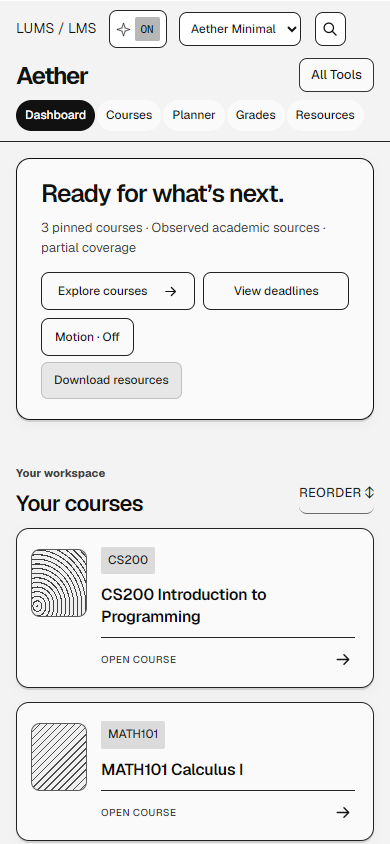 LUMS / LMS ON Aether Minimal
Aether All Tools
Dashboard Courses Planner Grades Resources
Ready for what’s next.
3 pinned courses · Observed academic sources ·
partial coverage
Explore courses → View deadlines
Motion · Off
Download resources
Your workspace
Your courses REORDER
CS200
CS200 Introduction to
Programming
OPEN COURSE →
MATH101
MATH101 Calculus I
OPEN COURSE →